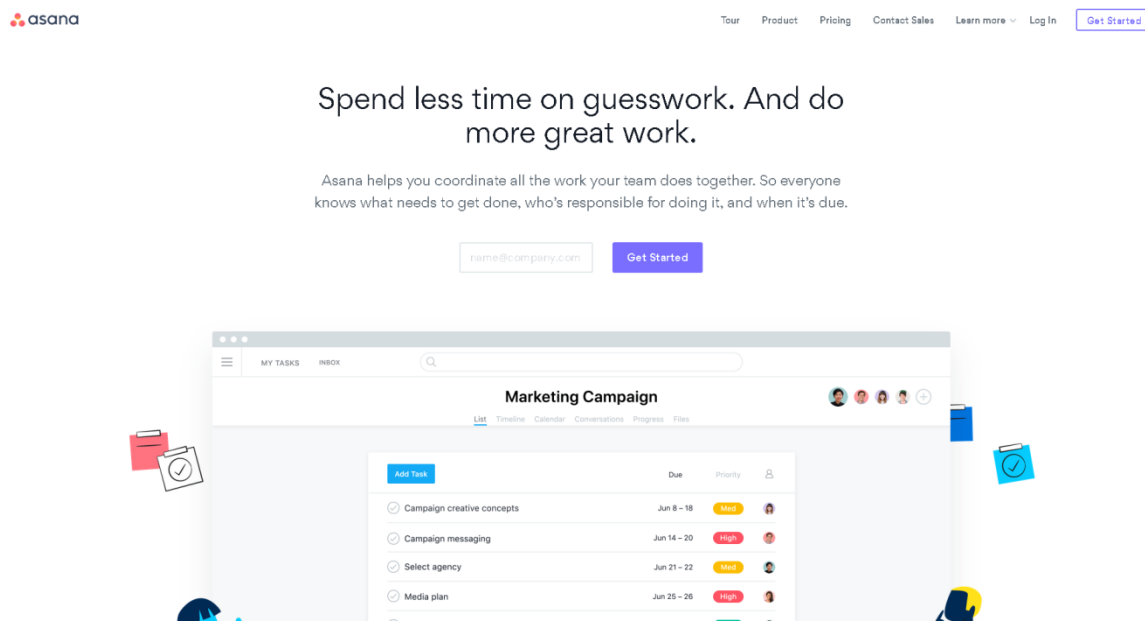 asana
Tour Product Pricing Contact Sales Learn more Log In Get Started
Spend less time on guesswork. And do
more great work.
Asana helps you coordinate all the work your team does together. So everyone
knows what needs to get done, who's responsible for doing it, and when it's due.
name@company.com Get Started
MY TASKS INBOX
Marketing Campaign
List Timeline Calendar Conversations Progress Files
Add Task Due Priority
Campaign creative concepts Jun 8 – 18 Med
Campaign messaging Jun 14 – 20 High
Select agency Jun 21 – 22 Med
Media plan Jun 25 – 26 High